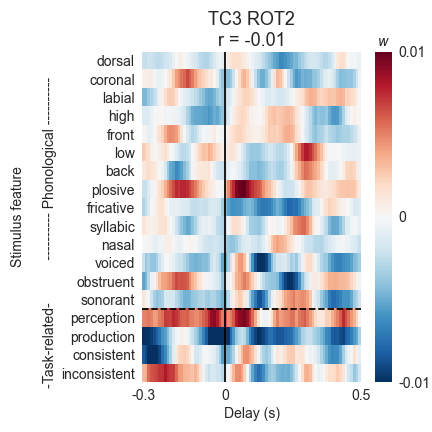 TC3 ROT2
r = -0.01
w
dorsal
coronal
labial
high
front
low
back
plosive
fricative
syllabic
nasal
voiced
obstruent
sonorant
perception
production
consistent
inconsistent
Stimulus feature
-Task-related- ---------- Phonological ----------
0.01
0
-0.01
-0.3 0 0.5
Delay (s)